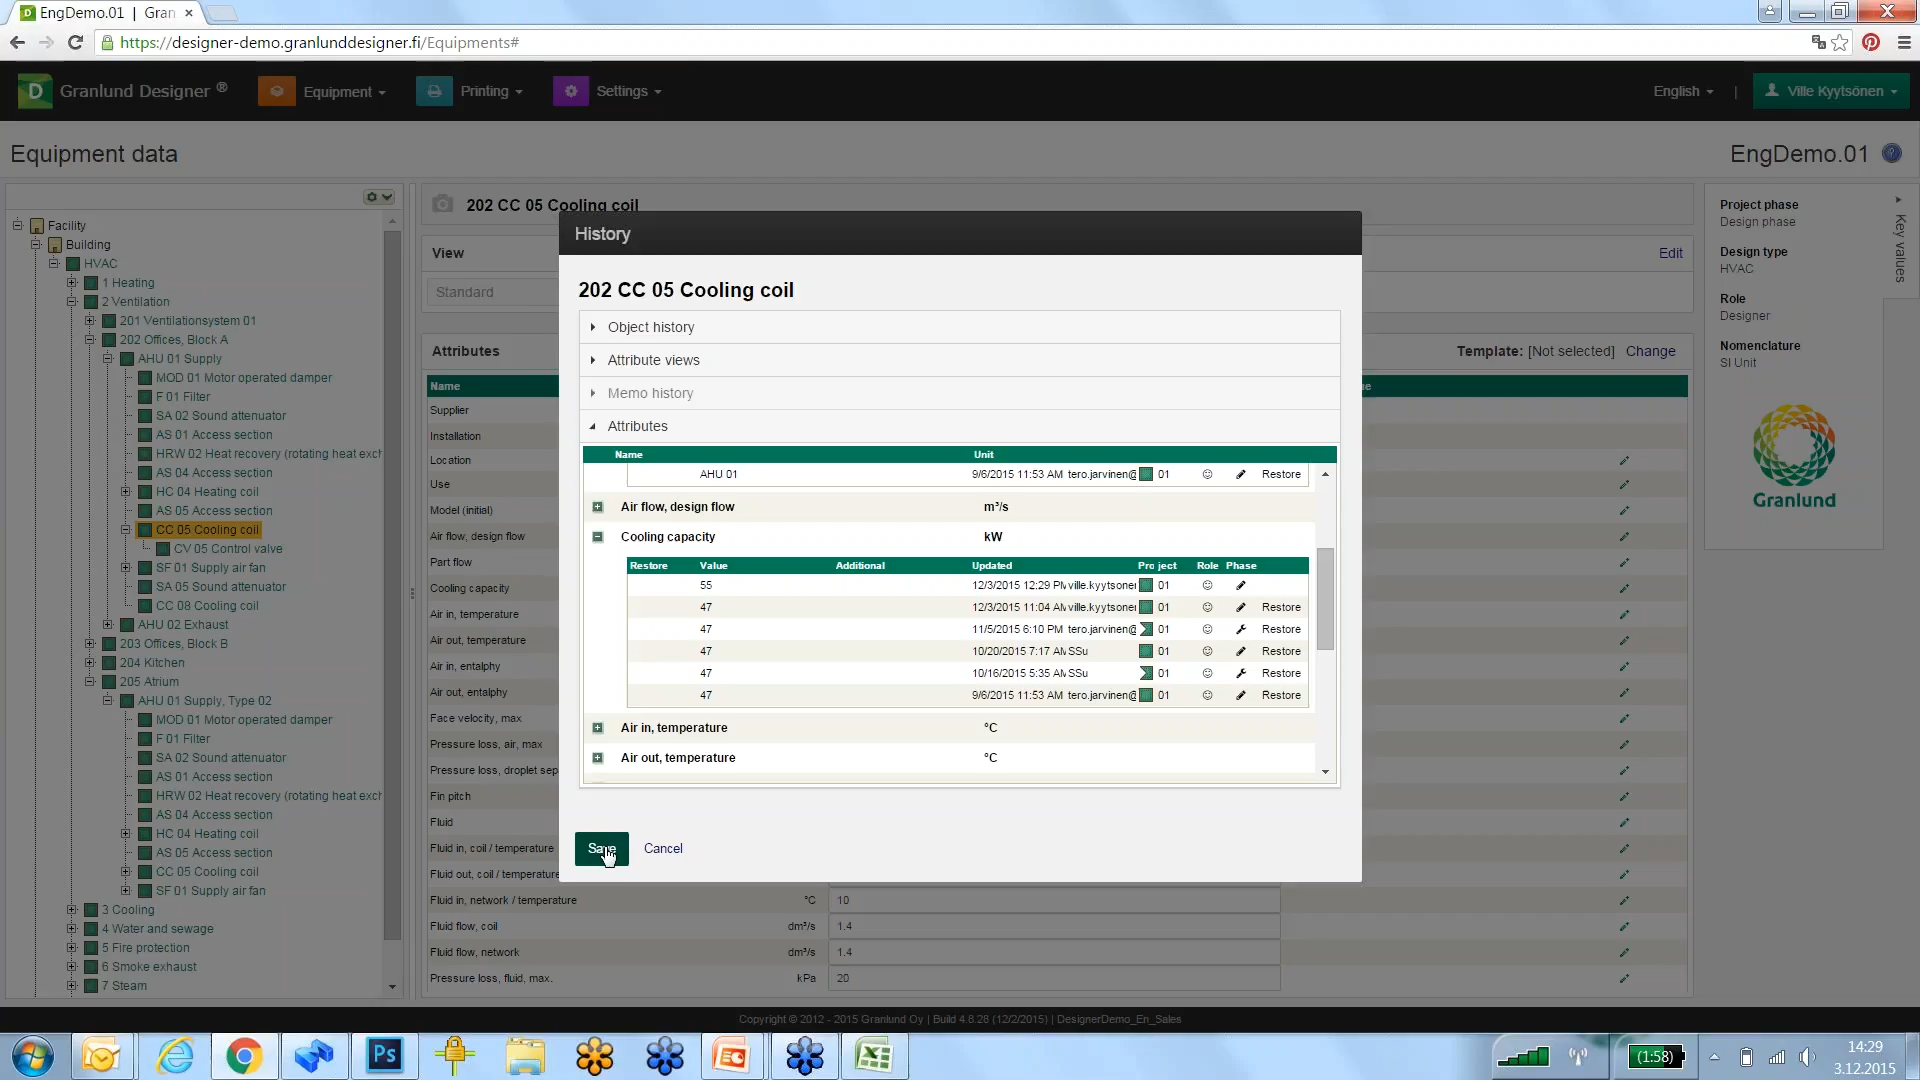 EngDemo.01 | Gran
https://designer-demo.granlunddesigner.fi/Equipments#
D Granlund Designer ® Equipment Printing Settings English | Ville Kyytsönen
Equipment data
EngDemo.01
Facility
Building
HVAC
1 Heating
2 Ventilation
201 Ventilationsystem 01
202 Offices, Block A
AHU 01 Supply
MOD 01 Motor operated damper
F 01 Filter
SA 02 Sound attenuator
AS 01 Access section
HRW 02 Heat recovery (rotating heat exch
AS 04 Access section
HC 04 Heating coil
AS 05 Access section
CC 05 Cooling coil
CV 05 Control valve
SF 01 Supply air fan
SA 05 Sound attenuator
CC 08 Cooling coil
AHU 02 Exhaust
203 Offices, Block B
204 Kitchen
205 Atrium
AHU 01 Supply, Type 02
MOD 01 Motor operated damper
F 01 Filter
SA 02 Sound attenuator
AS 01 Access section
HRW 02 Heat recovery (rotating heat exch
AS 04 Access section
HC 04 Heating coil
AS 05 Access section
CC 05 Cooling coil
SF 01 Supply air fan
3 Cooling
4 Water and sewage
5 Fire protection
6 Smoke exhaust
7 Steam
202 CC 05 Cooling coil
View
Edit
Standard
Attributes
Template: [Not selected] Change
Name
Supplier
Installation
Location
Use
Model (initial)
Air flow, design flow
Part flow
Cooling capacity
Air in, temperature
Air out, temperature
Air in, entalphy
Air out, entalphy
Face velocity, max
Pressure loss, air, max
Pressure loss, droplet sep
Fin pitch
Fluid
Fluid in, coil / temperature
Fluid out, coil / temperature
Fluid in, network / temperature °C 10
Fluid flow, coil dm³/s 1.4
Fluid flow, network dm³/s 1.4
Pressure loss, fluid, max. kPa 20
History
202 CC 05 Cooling coil
Object history
Attribute views
Memo history
Attributes
Name Unit
AHU 01 9/6/2015 11:53 AM tero.jarvinen@ 01 Restore
Air flow, design flow m³/s
Cooling capacity kW
Restore Value Additional Updated Project Role Phase
55 12/3/2015 12:29 PM ville.kyytsonen 01
47 12/3/2015 11:04 AM ville.kyytsonen 01 Restore
47 11/5/2015 6:10 PM tero.jarvinen@ 01 Restore
47 10/20/2015 7:17 AM SSu 01 Restore
47 10/16/2015 5:35 AM SSu 01 Restore
47 9/6/2015 11:53 AM tero.jarvinen@ 01 Restore
Air in, temperature °C
Air out, temperature °C
Save Cancel
Project phase
Design phase
Design type
HVAC
Role
Designer
Nomenclature
SI Unit
Key values
Granlund
Copyright © 2012 - 2015 Granlund Oy | Build 4.8.28 (12/2/2015) | DesignerDemo_En_Sales
Ps
(1:58)
14:29
3.12.2015